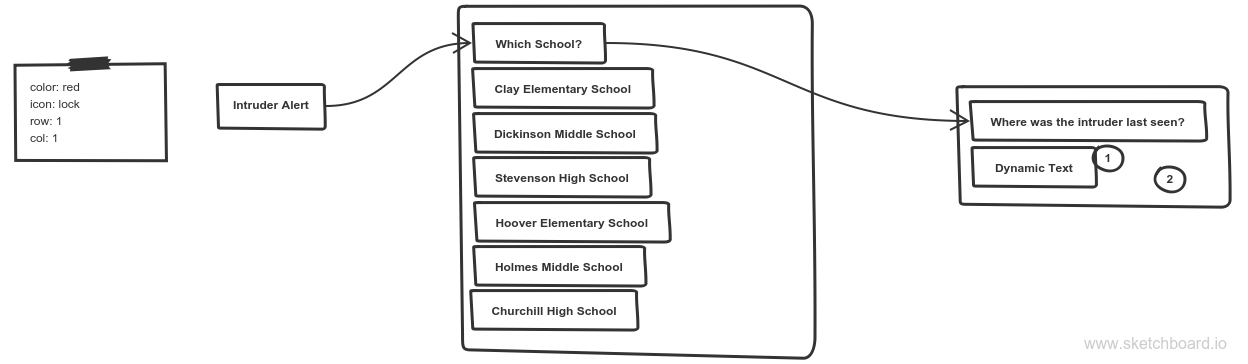 color: red
icon: lock
row: 1
col: 1
Intruder Alert
Which School?
Clay Elementary School
Dickinson Middle School
Stevenson High School
Hoover Elementary School
Holmes Middle School
Churchill High School
Where was the intruder last seen?
Dynamic Text
1
2
www.sketchboard.io